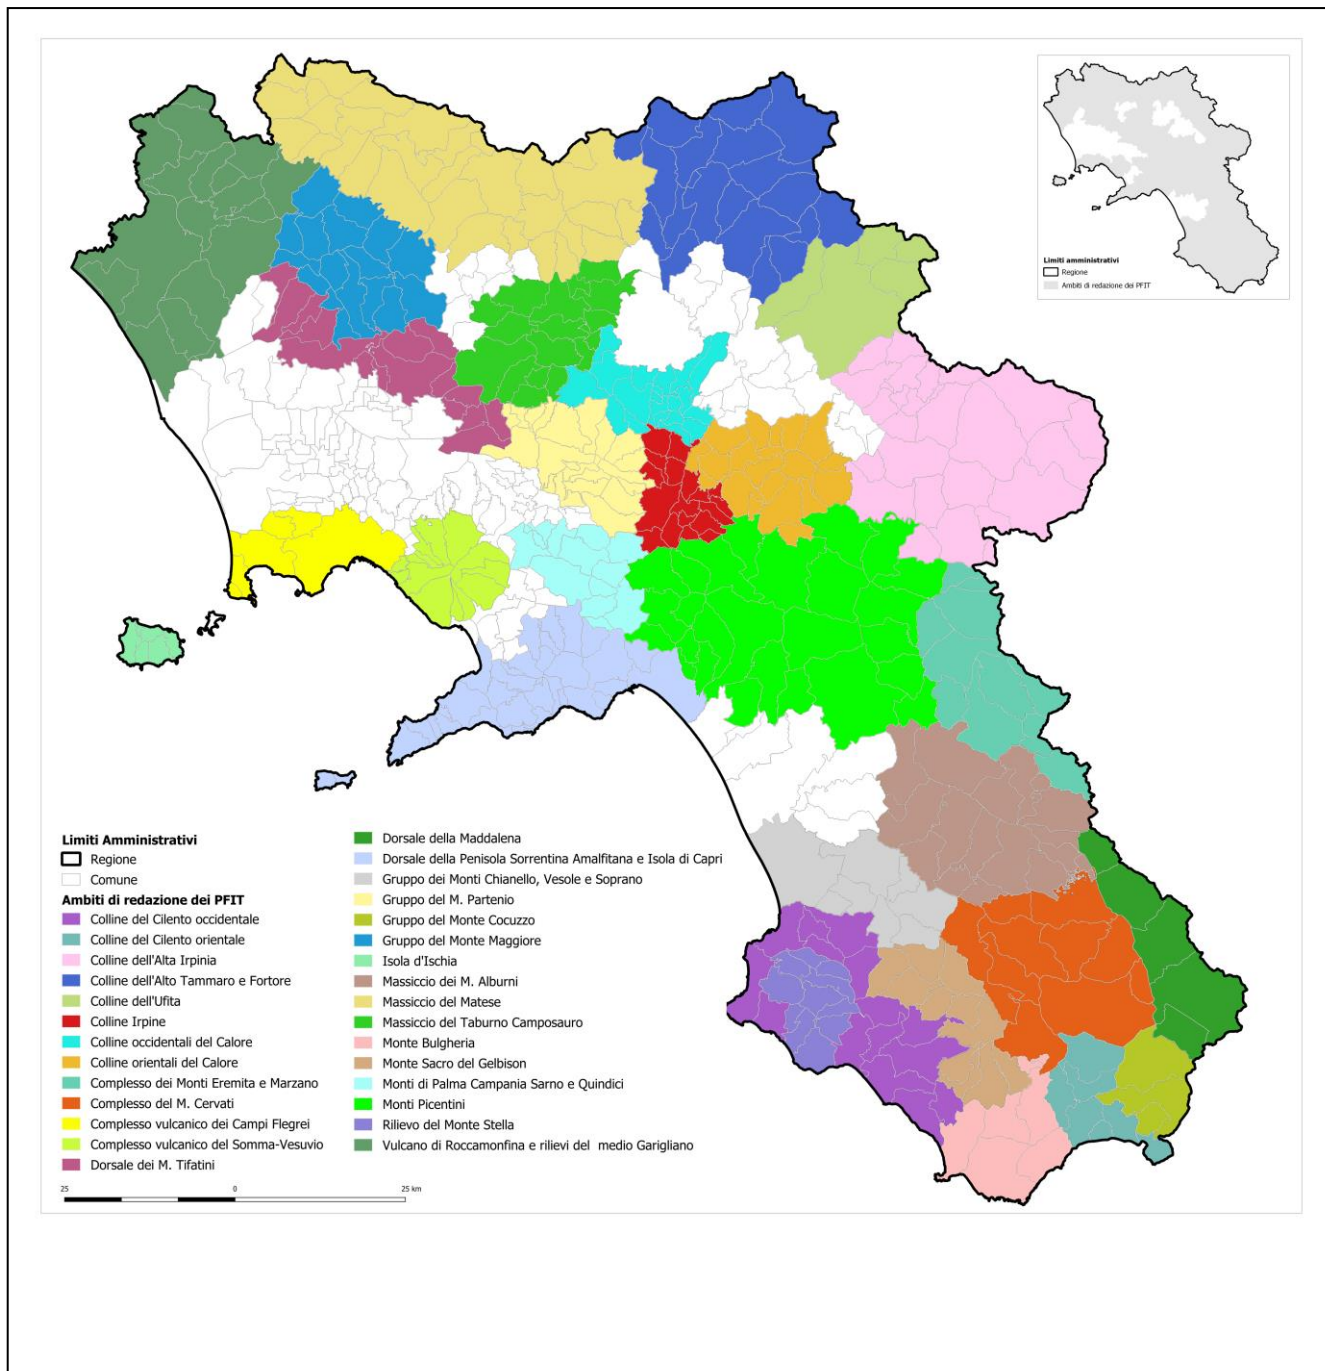 Limiti amministrativi
Regione
Ambiti di redazione dei PFIT
Limiti Amministrativi
Regione
Comune
Ambiti di redazione dei PFIT
Colline del Cilento occidentale
Colline del Cilento orientale
Colline dell'Alta Irpinia
Colline dell'Alto Tammaro e Fortore
Colline dell'Ufita
Colline Irpine
Colline occidentali del Calore
Colline orientali del Calore
Complesso dei Monti Eremita e Marzano
Complesso del M. Cervati
Complesso vulcanico dei Campi Flegrei
Complesso vulcanico del Somma-Vesuvio
Dorsale dei M. Tifatini
Dorsale della Maddalena
Dorsale della Penisola Sorrentina Amalfitana e Isola di Capri
Gruppo dei Monti Chianello, Vesole e Soprano
Gruppo del M. Partenio
Gruppo del Monte Cocuzzo
Gruppo del Monte Maggiore
Isola d'Ischia
Massiccio dei M. Alburni
Massiccio del Matese
Massiccio del Taburno Camposauro
Monte Bulgheria
Monte Sacro del Gelbison
Monti di Palma Campania Sarno e Quindici
Monti Picentini
Rilievo del Monte Stella
Vulcano di Roccamonfina e rilievi del medio Garigliano
25 0 25 km